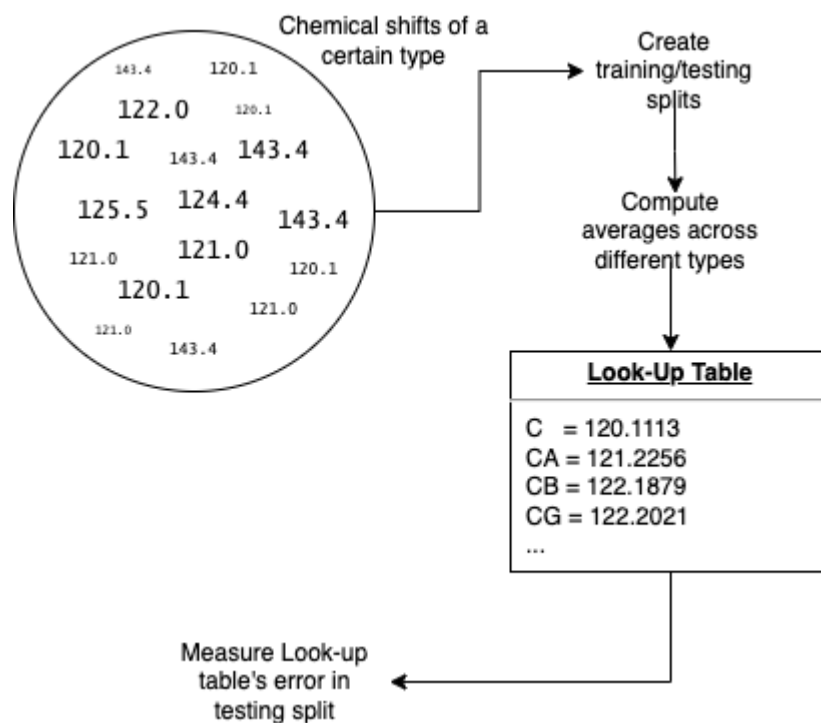 Chemical shifts of a
certain type
143.4 120.1
122.0 120.1
120.1 143.4 143.4
125.5 124.4 143.4
121.0 121.0 120.1
120.1 121.0
121.0 143.4
Create
training/testing
splits
Compute
averages across
different types
Look-Up Table
C = 120.1113
CA = 121.2256
CB = 122.1879
CG = 122.2021
...
Measure Look-up
table's error in
testing split